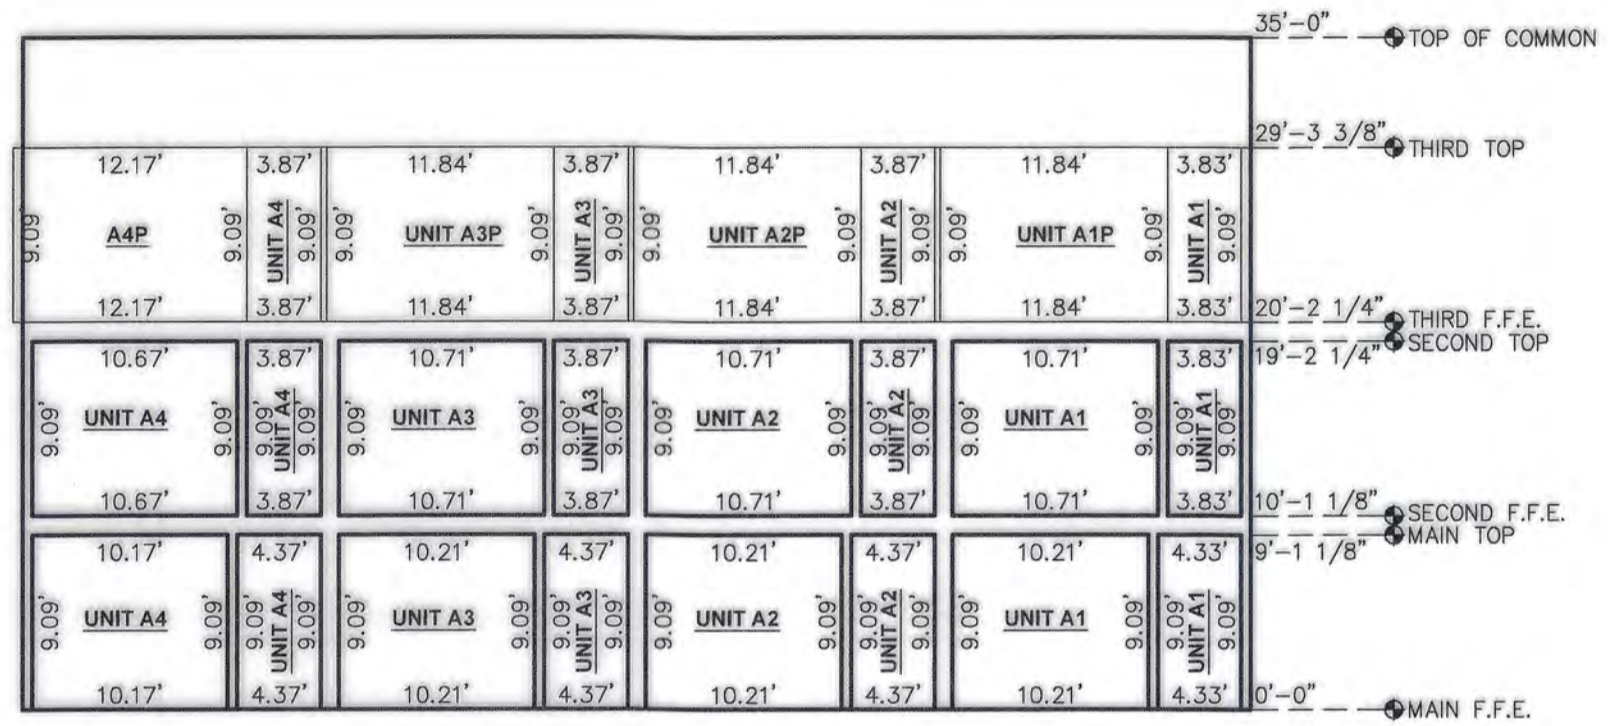 35'-0" TOP OF COMMON
29'-3 3/8" THIRD TOP
12.17' 3.87' 11.84' 3.87' 11.84' 3.87' 11.84' 3.83'
9.09' A4P 9.09' UNIT A4 9.09' 9.09' UNIT A3P 9.09' UNIT A3 9.09' 9.09' UNIT A2P 9.09' UNIT A2 9.09' 9.09' UNIT A1P 9.09' UNIT A1 9.09'
12.17' 3.87' 11.84' 3.87' 11.84' 3.87' 11.84' 3.83' 20'-2 1/4" THIRD F.F.E.
SECOND TOP
10.67' 3.87' 10.71' 3.87' 10.71' 3.87' 10.71' 3.83' 19'-2 1/4"
9.09' UNIT A4 9.09' 9.09' UNIT A4 9.09' 9.09' UNIT A3 9.09' 9.09' UNIT A3 9.09' 9.09' UNIT A2 9.09' 9.09' UNIT A2 9.09' 9.09' UNIT A1 9.09' 9.09' UNIT A1 9.09'
10.67' 3.87' 10.71' 3.87' 10.71' 3.87' 10.71' 3.83' 10'-1 1/8" SECOND F.F.E.
MAIN TOP
10.17' 4.37' 10.21' 4.37' 10.21' 4.37' 10.21' 4.33' 9'-1 1/8"
9.09' UNIT A4 9.09' 9.09' UNIT A4 9.09' 9.09' UNIT A3 9.09' 9.09' UNIT A3 9.09' 9.09' UNIT A2 9.09' 9.09' UNIT A2 9.09' 9.09' UNIT A1 9.09' 9.09' UNIT A1 9.09'
10.17' 4.37' 10.21' 4.37' 10.21' 4.37' 10.21' 4.33' 0'-0" MAIN F.F.E.